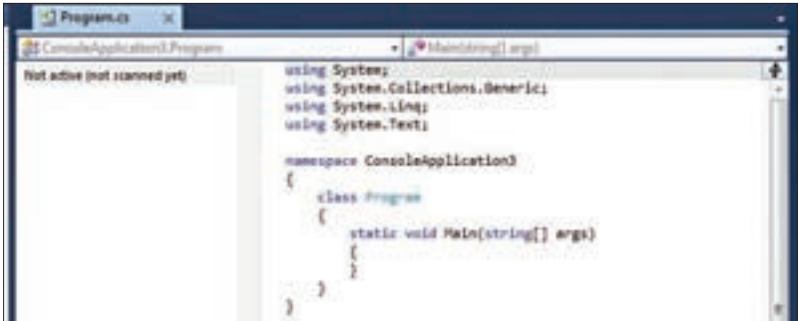 Program.cs
ConsoleApplication3.Program
Main(string[] args)
Not active (not scanned yet)
using System;
using System.Collections.Generic;
using System.Linq;
using System.Text;
namespace ConsoleApplication3
{
class Program
{
static void Main(string[] args)
{
}
}
}